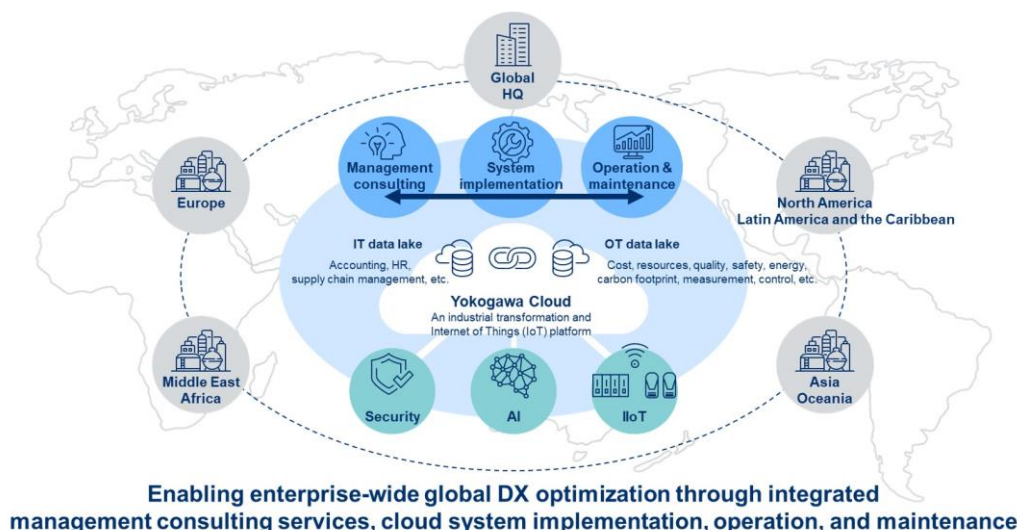 Global
HQ
Management
consulting
System
implementation
Operation &
maintenance
Europe
North America
Latin America and the Caribbean
IT data lake
Accounting, HR,
supply chain management, etc.
OT data lake
Cost, resources, quality, safety, energy,
carbon footprint, measurement, control, etc.
Yokogawa Cloud
An industrial transformation and
Internet of Things (IoT) platform
Middle East
Africa
Security
AI
IIoT
Asia
Oceania
Enabling enterprise-wide global DX optimization through integrated
management consulting services, cloud system implementation, operation, and maintenance